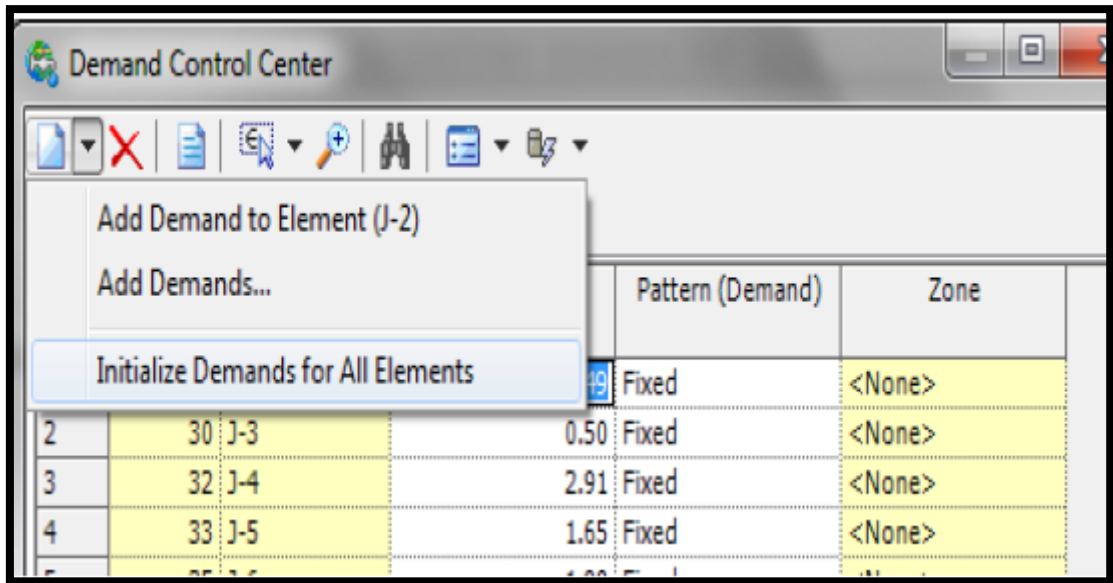 Demand Control Center
Add Demand to Element (J-2)
Add Demands...
Initialize Demands for All Elements
Pattern (Demand) Zone
49 Fixed <None>
2 30 J-3 0.50 Fixed <None>
3 32 J-4 2.91 Fixed <None>
4 33 J-5 1.65 Fixed <None>